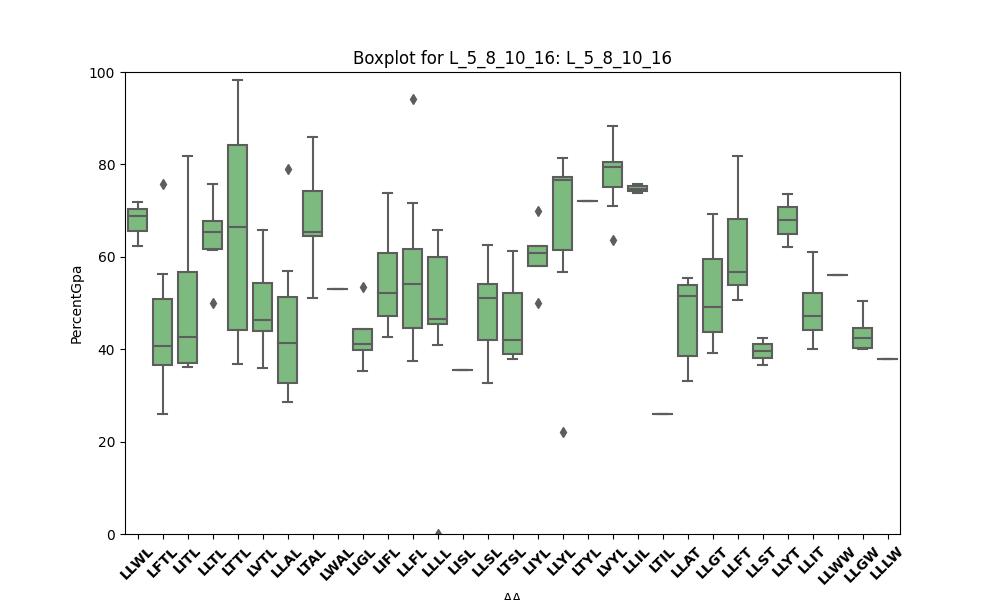 Boxplot for L_5_8_10_16: L_5_8_10_16
100
80
60
40
20
0
PercentGpa
LLWL
LFTL
LITL
LLTL
LTTL
LVTL
LLAL
LTAL
LWAL
LIGL
LIFL
LLFL
LLLL
LISL
LLSL
LTSL
LIYL
LLYL
LTYL
LVYL
LLIL
LTIL
LLAT
LLGT
LLFT
LLST
LLYT
LLIT
LLWW
LLGW
LLLW
AA